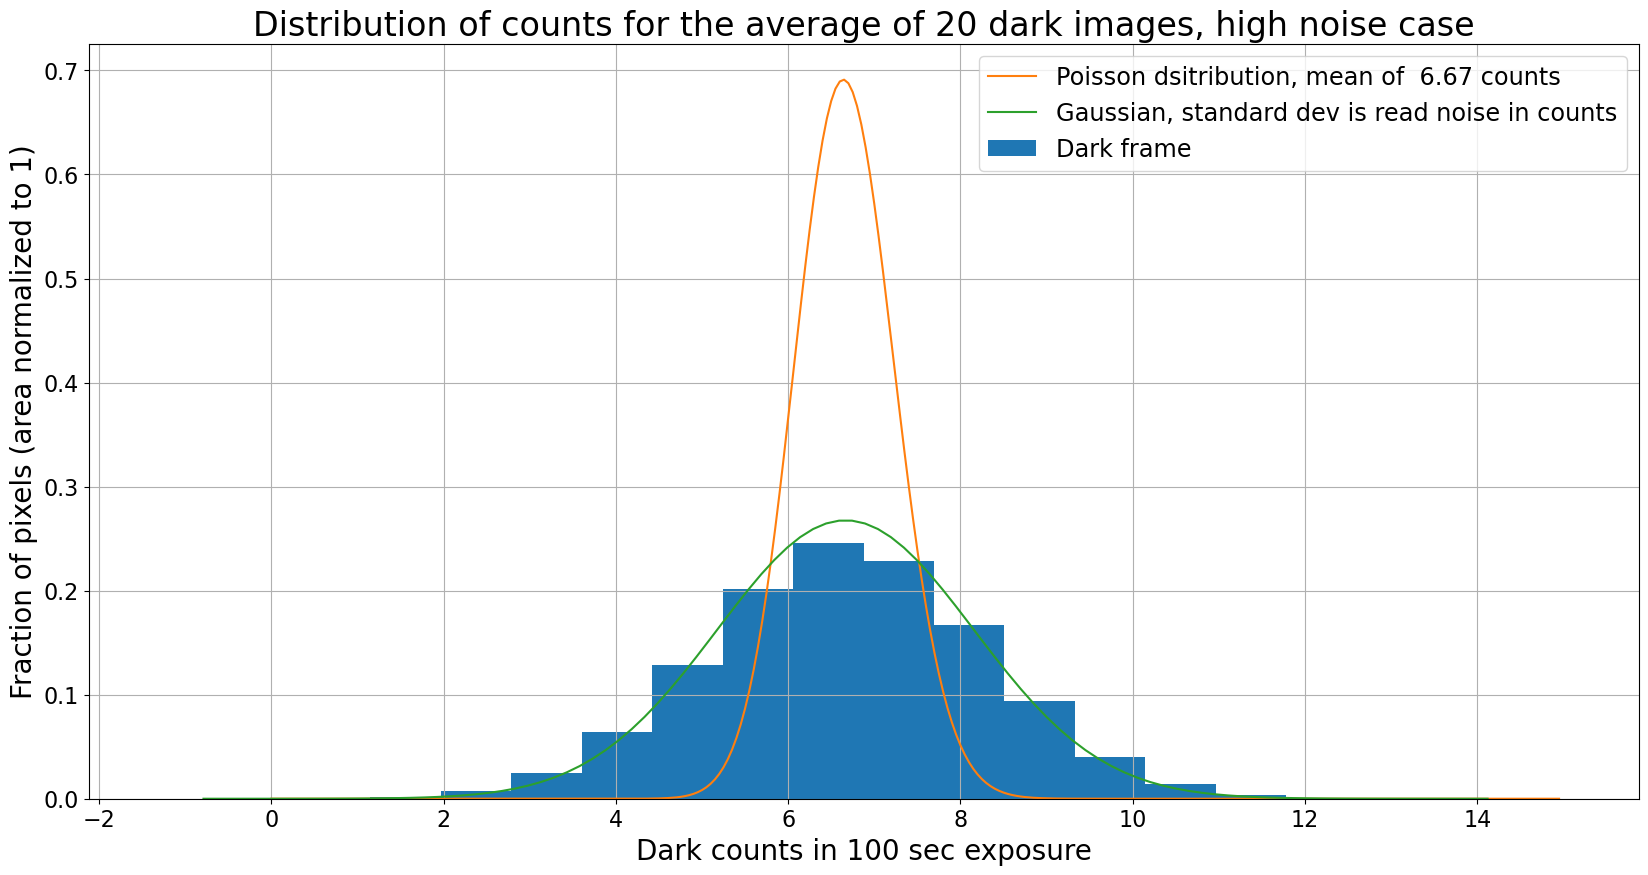 Distribution of counts for the average of 20 dark images, high noise case
Poisson dsitribution, mean of  6.67 counts
Gaussian, standard dev is read noise in counts
Dark frame
Fraction of pixels (area normalized to 1)
0.7
0.6
0.5
0.4
0.3
0.2
0.1
0.0
−2 0 2 4 6 8 10 12 14
Dark counts in 100 sec exposure